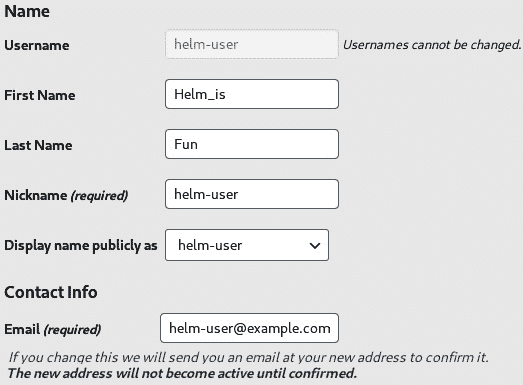 Name
Username helm-user Usernames cannot be changed.
First Name Helm_is
Last Name Fun
Nickname (required) helm-user
Display name publicly as helm-user
Contact Info
Email (required) helm-user@example.com
If you change this we will send you an email at your new address to confirm it.
The new address will not become active until confirmed.